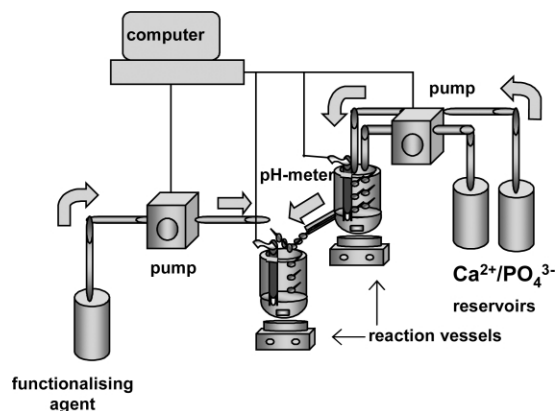 computer
pump
pH-meter
pump
Ca²⁺/PO₄³⁻
reservoirs
reaction vessels
functionalising
agent